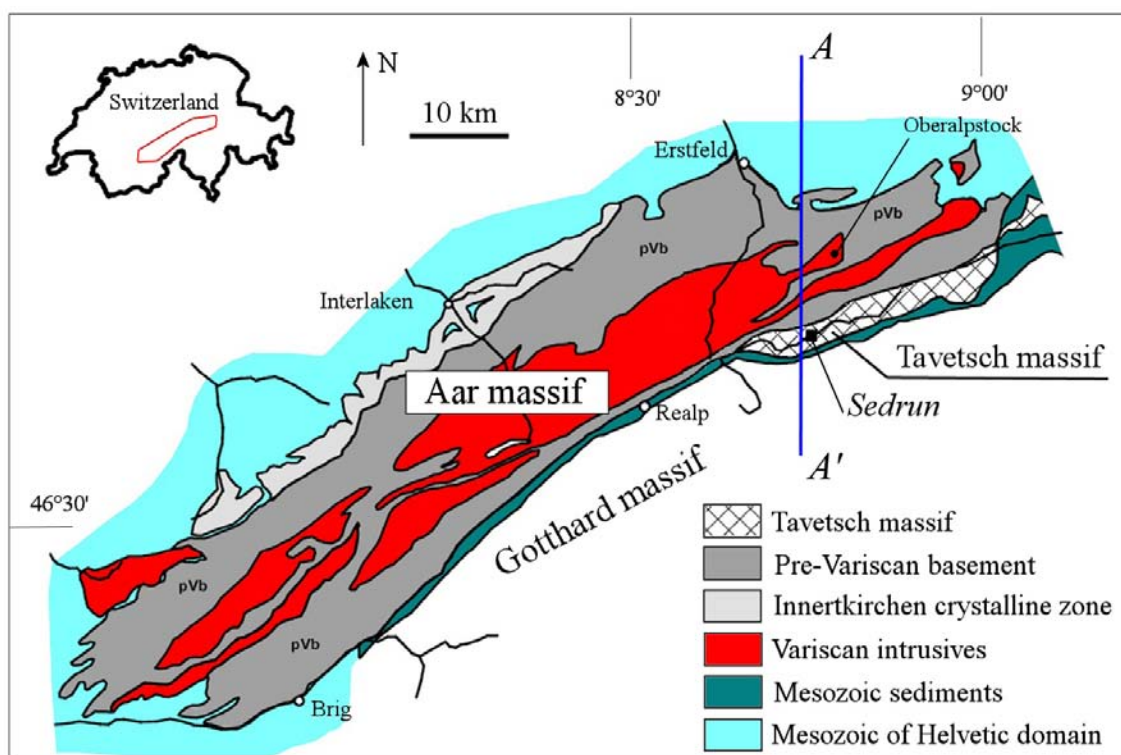 Switzerland
N
10 km
8°30'
A
9°00'
Oberalpstock
Erstfeld
pVb
pVb
Interlaken
Tavetsch massif
Aar massif
Sedrun
Realp
A'
46°30'
Gotthard massif
pVb
pVb
Brig
Tavetsch massif
Pre-Variscan basement
Innertkirchen crystalline zone
Variscan intrusives
Mesozoic sediments
Mesozoic of Helvetic domain